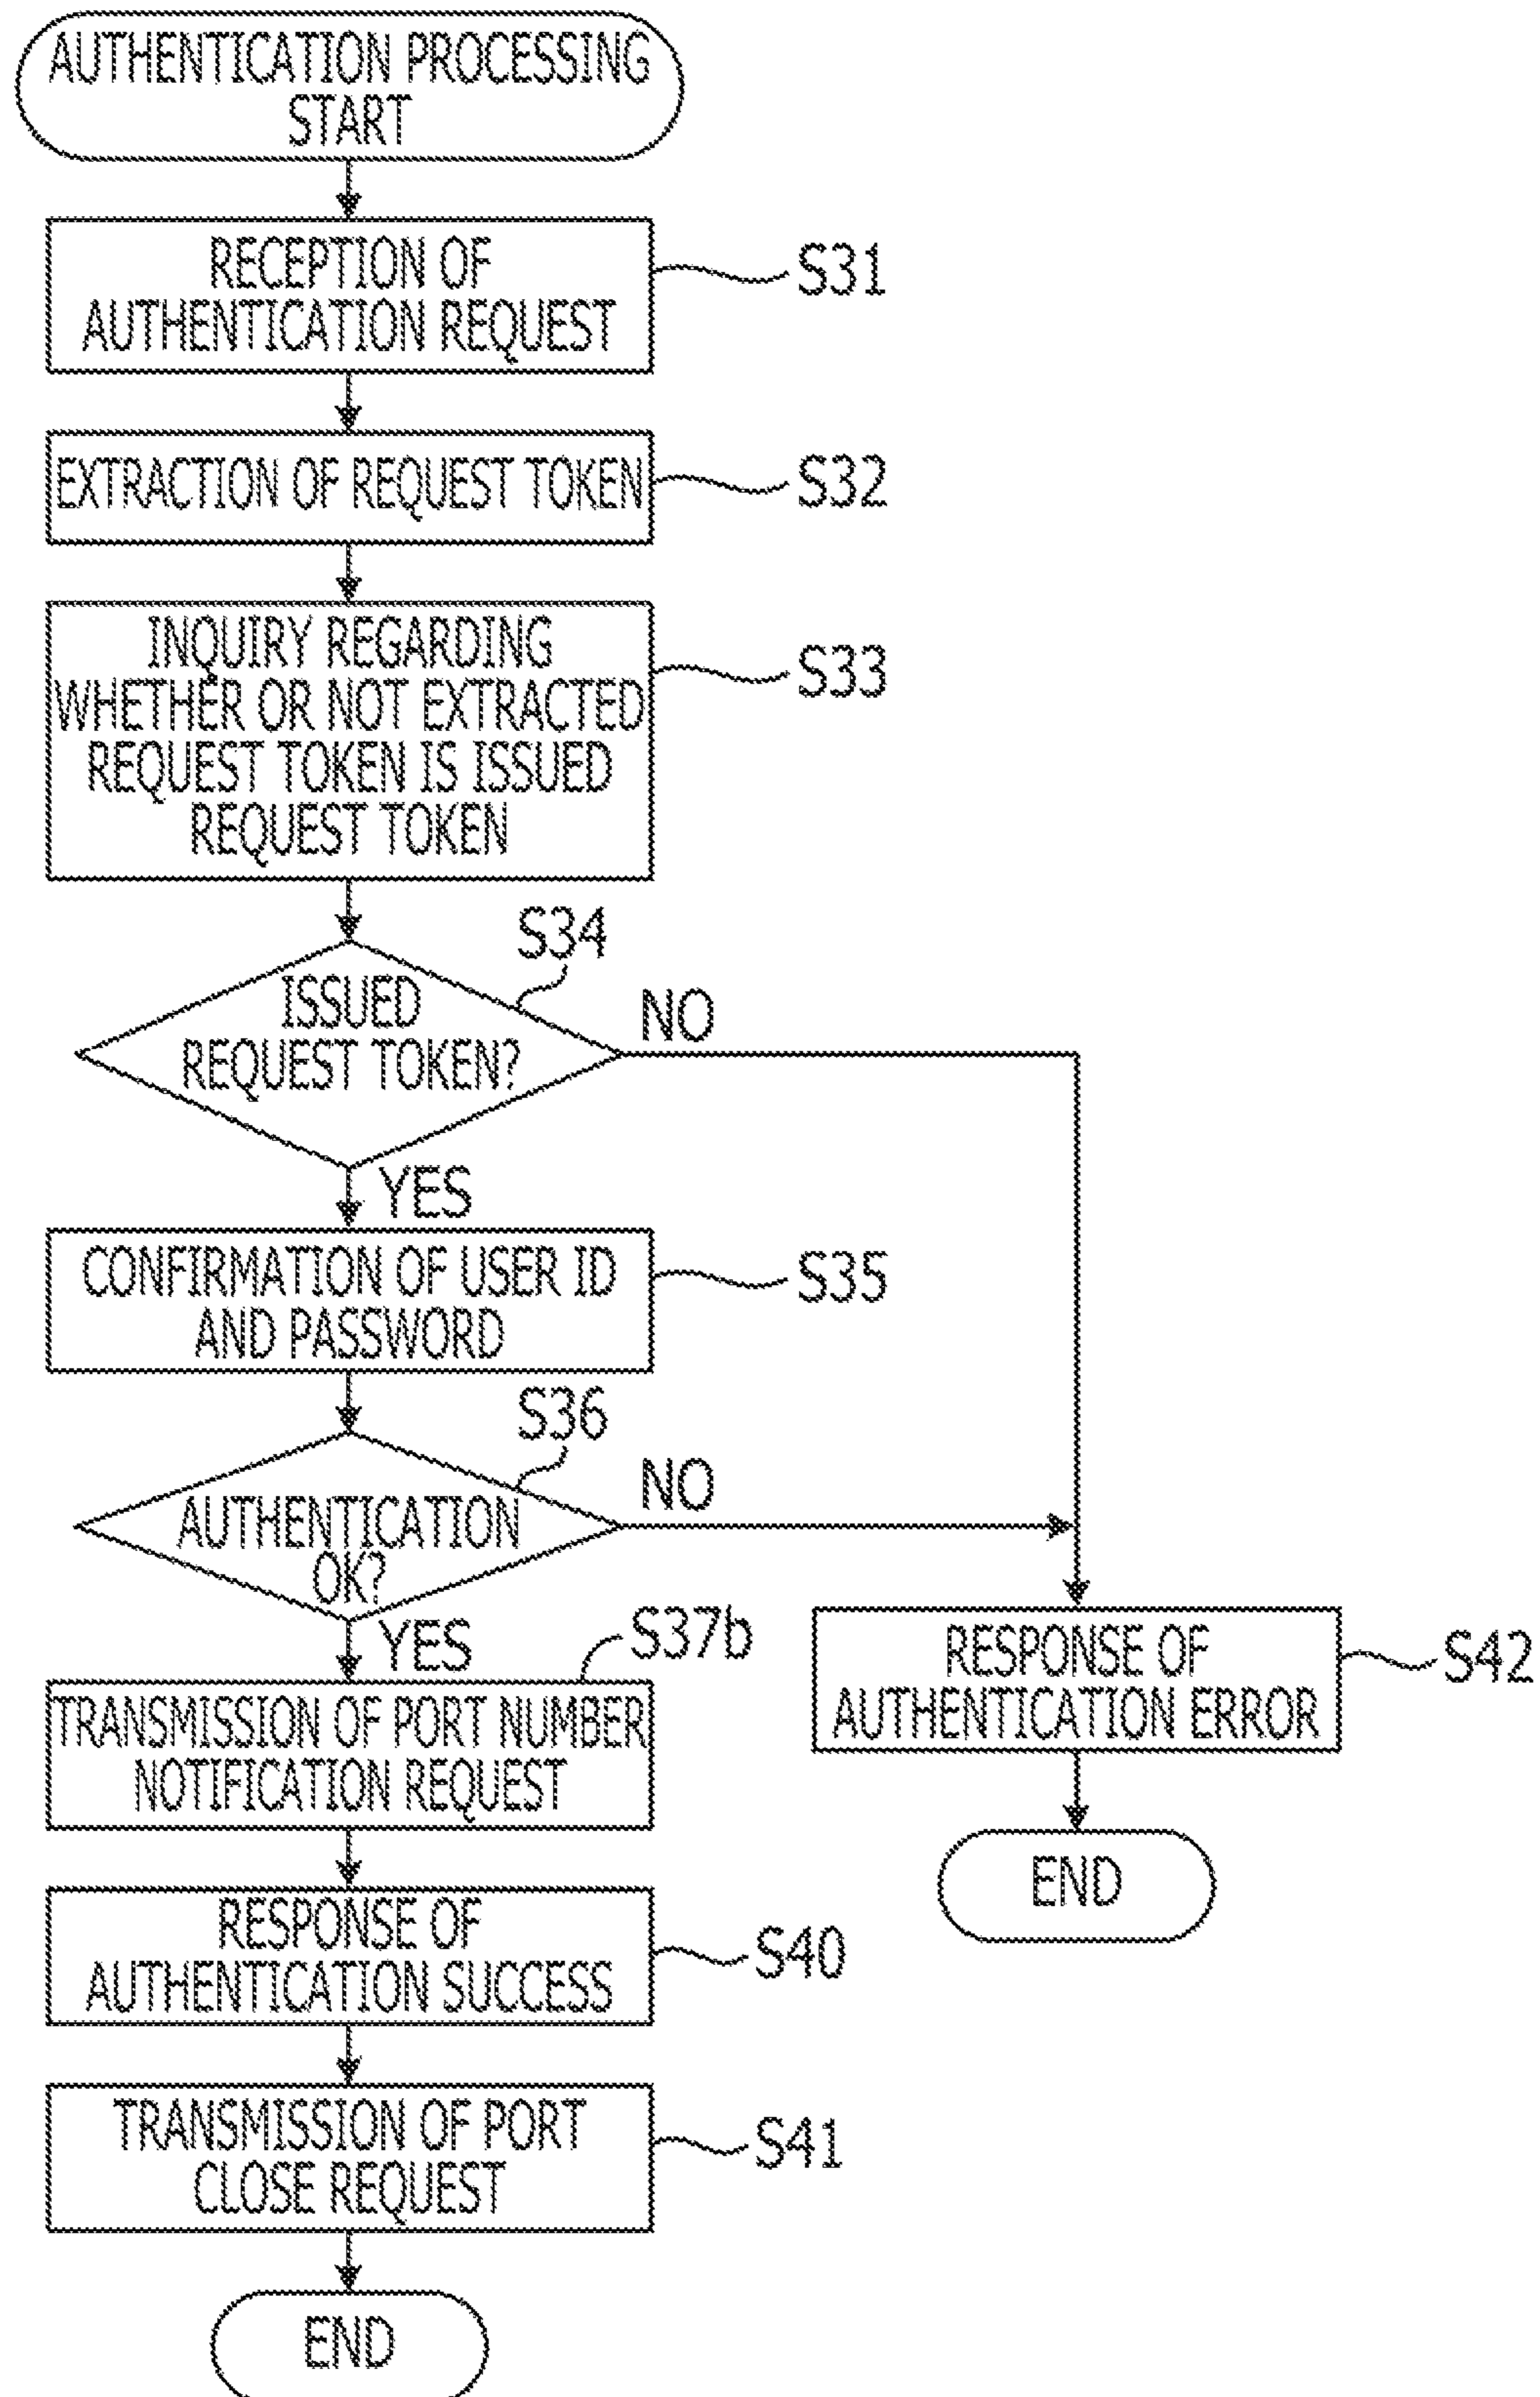 AUTHENTICATION PROCESSING
START
RECEPTION OF
AUTHENTICATION REQUEST
S31
EXTRACTION OF REQUEST TOKEN
S32
INQUIRY REGARDING
WHETHER OR NOT EXTRACTED
REQUEST TOKEN IS ISSUED
REQUEST TOKEN
S33
S34
ISSUED
REQUEST TOKEN?
NO
YES
CONFIRMATION OF USER ID
AND PASSWORD
S35
S36
AUTHENTICATION
OK?
NO
YES
S37b
TRANSMISSION OF PORT NUMBER
NOTIFICATION REQUEST
RESPONSE OF
AUTHENTICATION ERROR
S42
END
RESPONSE OF
AUTHENTICATION SUCCESS
S40
TRANSMISSION OF PORT
CLOSE REQUEST
S41
END